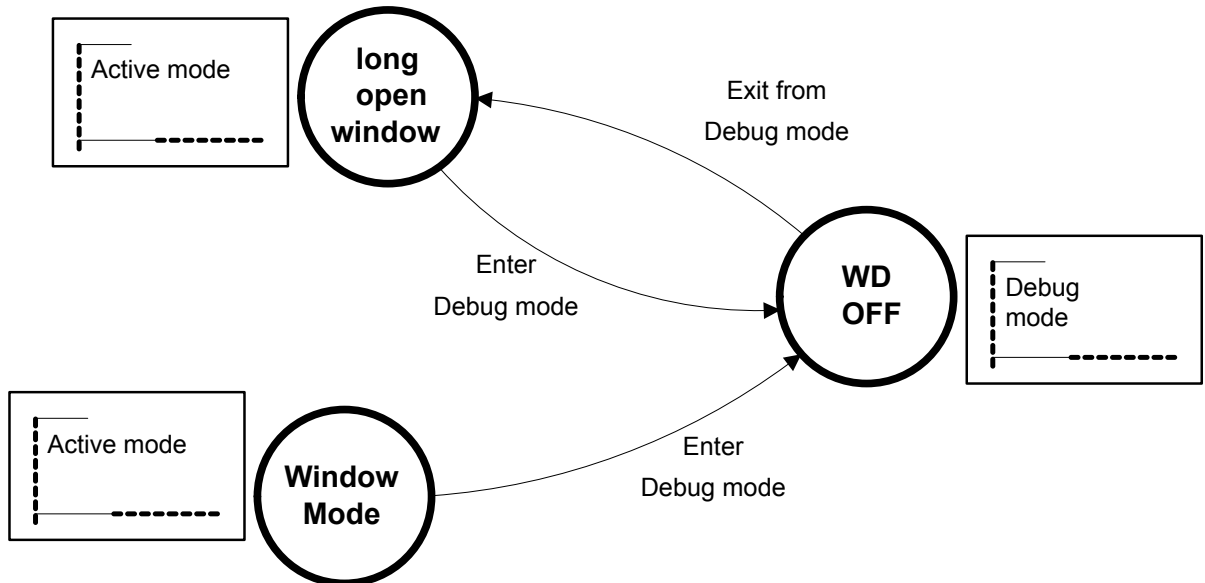 Active mode
long
open
window
Exit from
Debug mode
Enter
Debug mode
WD
OFF
Debug
mode
Active mode
Window
Mode
Enter
Debug mode